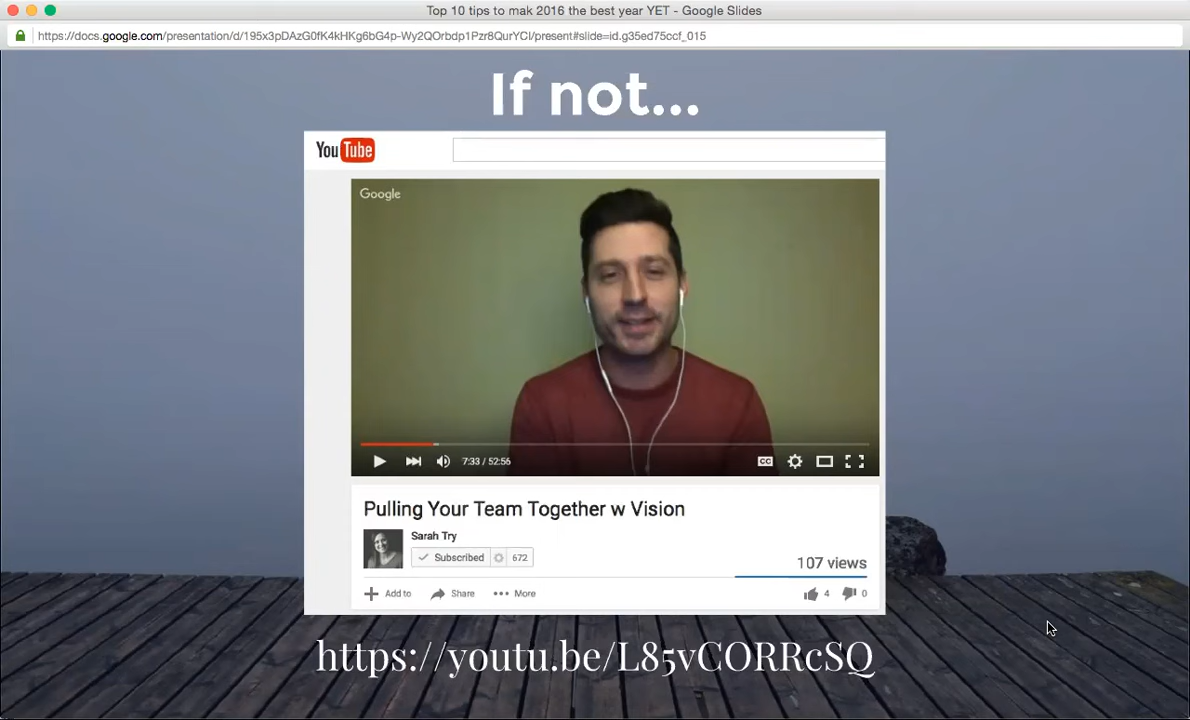 Top 10 tips to mak 2016 the best year YET - Google Slides
https://docs.google.com/presentation/d/195x3pDAzG0fK4kHKg6bG4p-Wy2QOrbdp1Pzr8QurYCI/present#slide=id.g35ed75ccf_015
If not...
YouTube
Google
7:33 / 52:56
CC
Pulling Your Team Together w Vision
Sarah Try
Subscribed 672
107 views
Add to Share More 4 0
https://youtu.be/L85vCORRcSQ